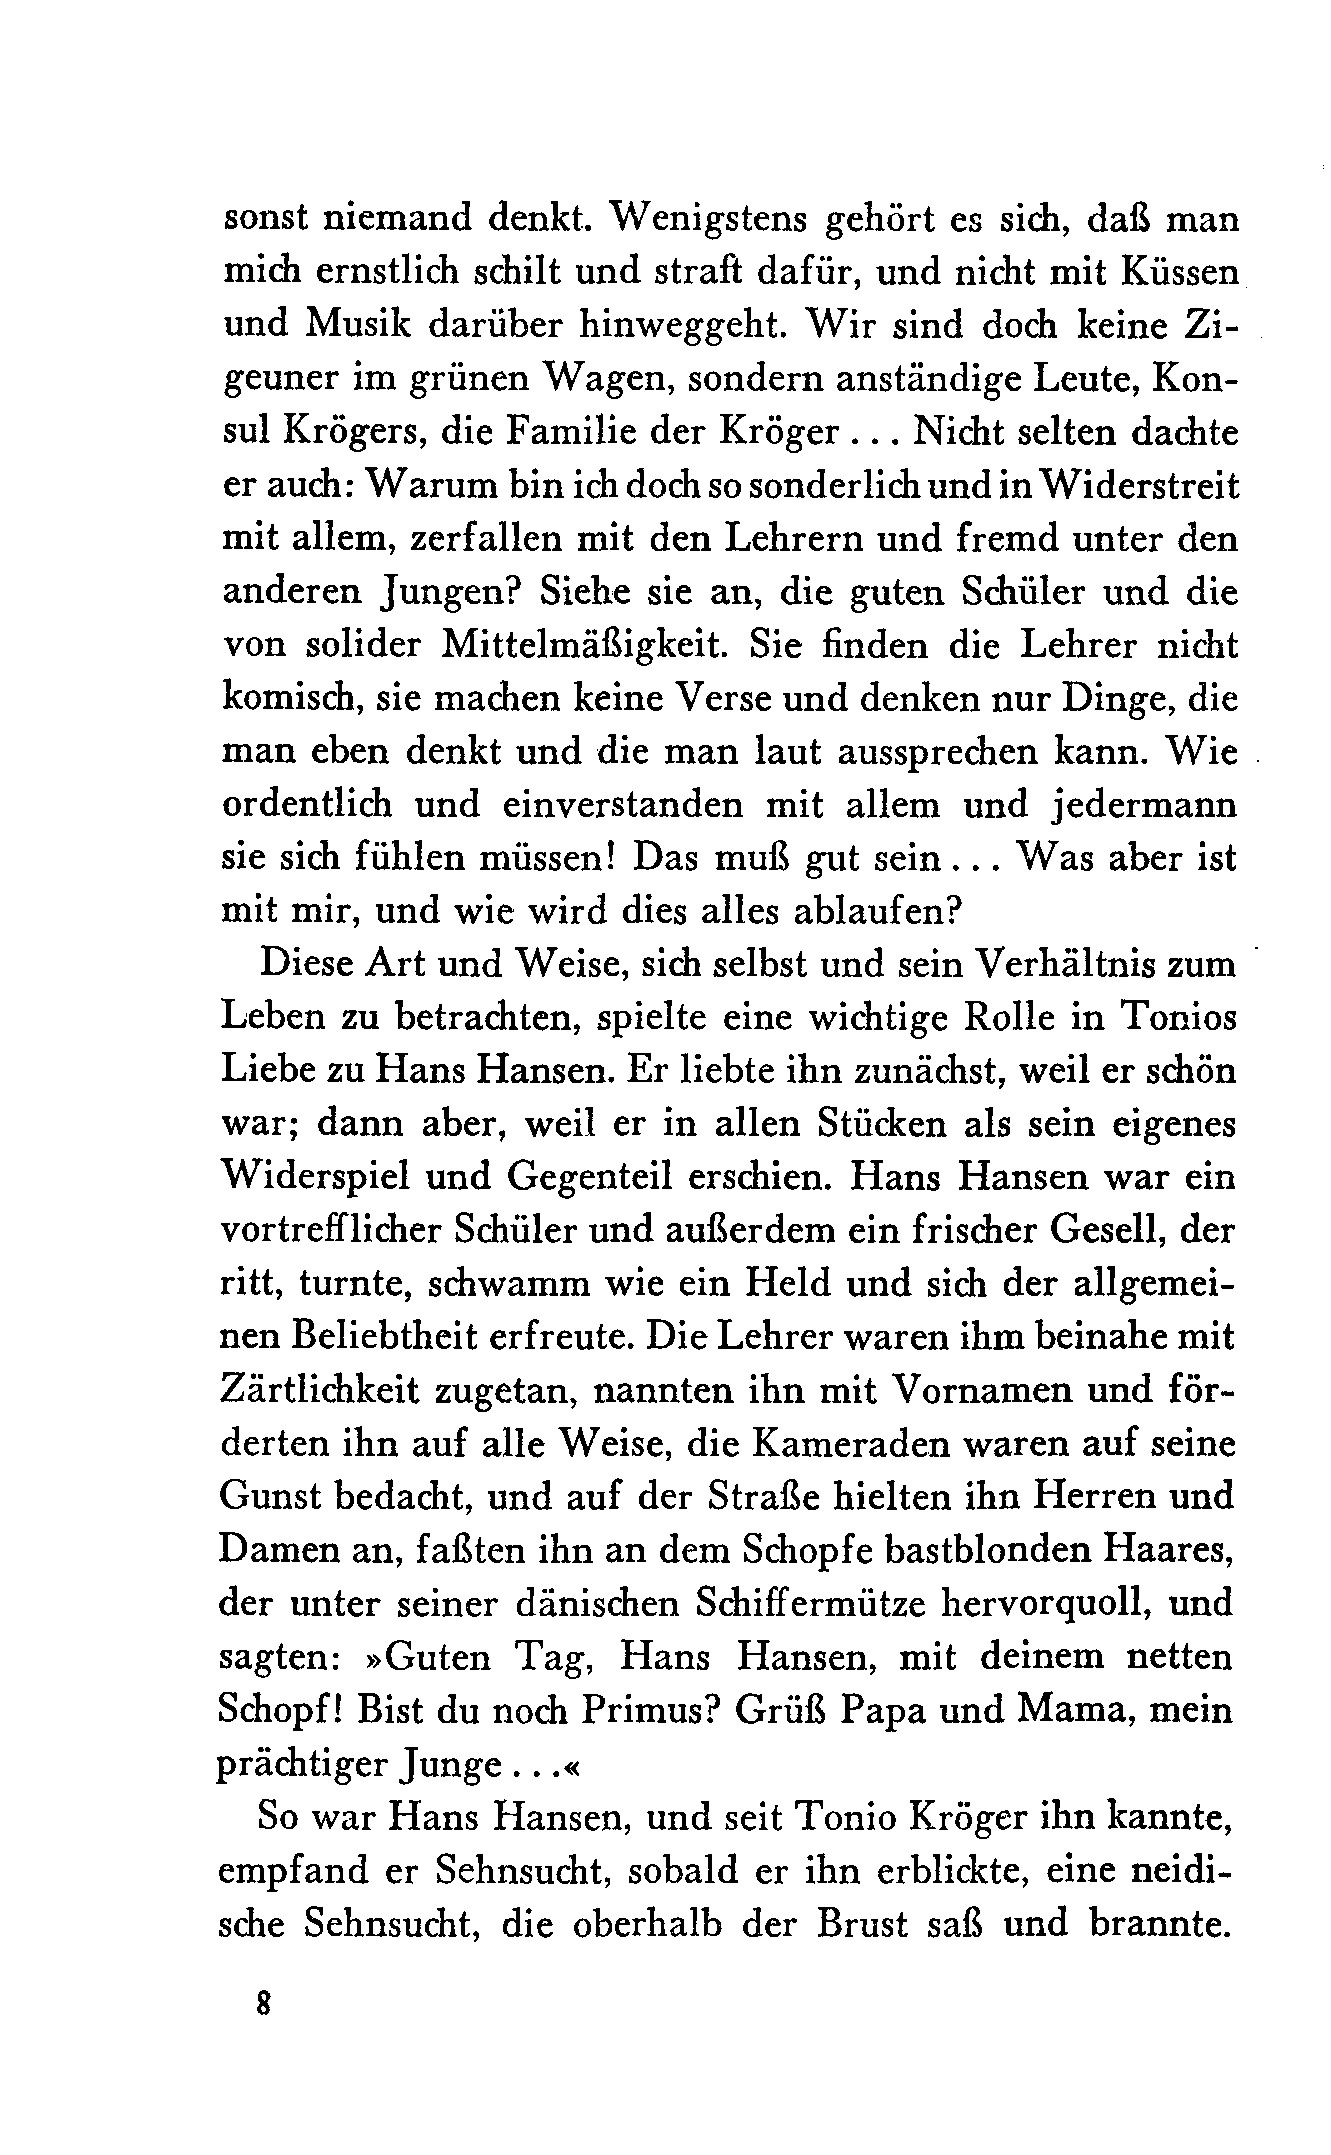 sonst niemand denkt. Wenigstens gehört es sich, daß man
mich ernstlich schilt und straft dafür, und nicht mit Küssen
und Musik darüber hinweggeht. Wir sind doch keine Zi-
geuner im grünen Wagen, sondern anständige Leute, Kon-
sul Krögers, die Familie der Kröger . . . Nicht selten dachte
er auch: Warum bin ich doch so sonderlich und in Widerstreit
mit allem, zerfallen mit den Lehrern und fremd unter den
anderen Jungen? Siehe sie an, die guten Schüler und die
von solider Mittelmäßigkeit. Sie finden die Lehrer nicht
komisch, sie machen keine Verse und denken nur Dinge, die
man eben denkt und die man laut aussprechen kann. Wie
ordentlich und einverstanden mit allem und jedermann
sie sich fühlen müssen! Das muß gut sein . . . Was aber ist
mit mir, und wie wird dies alles ablaufen?
Diese Art und Weise, sich selbst und sein Verhältnis zum
Leben zu betrachten, spielte eine wichtige Rolle in Tonios
Liebe zu Hans Hansen. Er liebte ihn zunächst, weil er schön
war; dann aber, weil er in allen Stücken als sein eigenes
Widerspiel und Gegenteil erschien. Hans Hansen war ein
vortrefflicher Schüler und außerdem ein frischer Gesell, der
ritt, turnte, schwamm wie ein Held und sich der allgemei-
nen Beliebtheit erfreute. Die Lehrer waren ihm beinahe mit
Zärtlichkeit zugetan, nannten ihn mit Vornamen und för-
derten ihn auf alle Weise, die Kameraden waren auf seine
Gunst bedacht, und auf der Straße hielten ihn Herren und
Damen an, faßten ihn an dem Schopfe bastblonden Haares,
der unter seiner dänischen Schiffermütze hervorquoll, und
sagten: »Guten Tag, Hans Hansen, mit deinem netten
Schopf! Bist du noch Primus? Grüß Papa und Mama, mein
prächtiger Junge . . .«
So war Hans Hansen, und seit Tonio Kröger ihn kannte,
empfand er Sehnsucht, sobald er ihn erblickte, eine neidi-
sche Sehnsucht, die oberhalb der Brust saß und brannte.
8